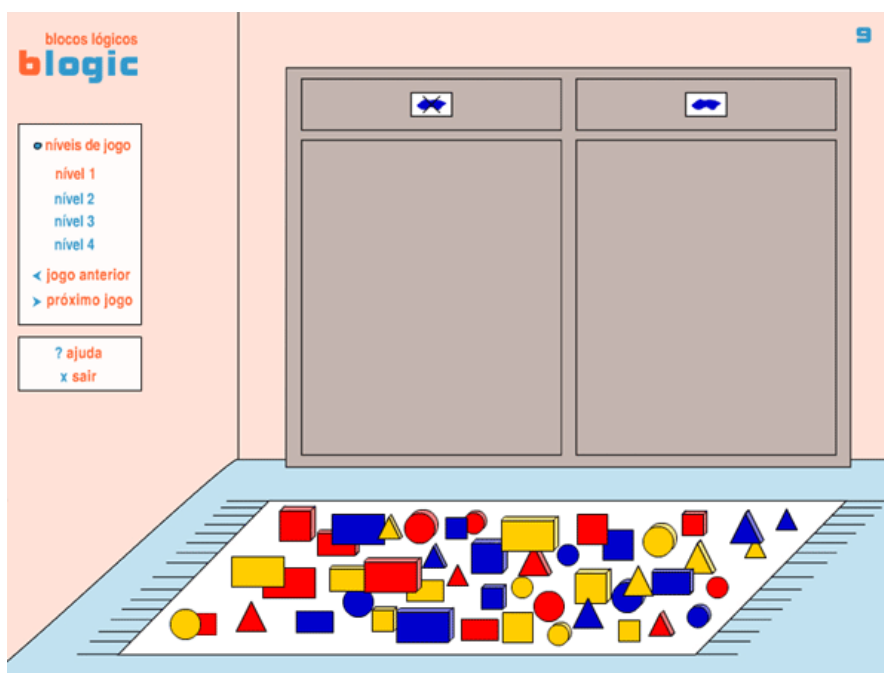 blocos lógicos
blogic
9
níveis de jogo
nível 1
nível 2
nível 3
nível 4
< jogo anterior
> próximo jogo
? ajuda
x sair